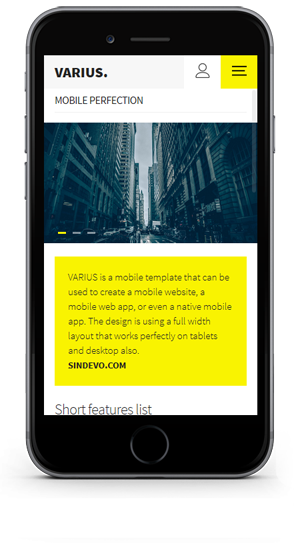 VARIUS.
MOBILE PERFECTION
VARIUS is a mobile template that can be
used to create a mobile website, a
mobile web app, or even a native mobile
app. The design is using a full width
layout that works perfectly on tablets
and desktop also.
SINDEVO.COM
Short features list